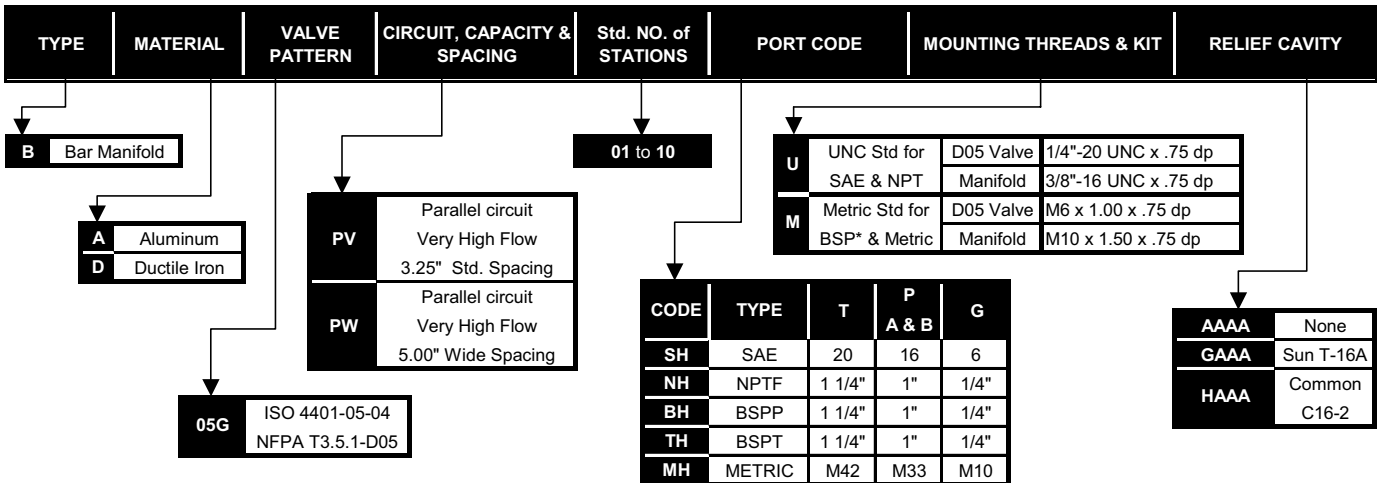 TYPE
MATERIAL
VALVE
PATTERN
CIRCUIT, CAPACITY &
SPACING
Std. NO. of
STATIONS
PORT CODE
MOUNTING THREADS & KIT
RELIEF CAVITY
B Bar Manifold
A Aluminum
D Ductile Iron
05G
ISO 4401-05-04
NFPA T3.5.1-D05
PV
Parallel circuit
Very High Flow
3.25" Std. Spacing
PW
Parallel circuit
Very High Flow
5.00" Wide Spacing
01 to 10
CODE TYPE T P A & B G
SH SAE 20 16 6
NH NPTF 1 1/4" 1" 1/4"
BH BSPP 1 1/4" 1" 1/4"
TH BSPT 1 1/4" 1" 1/4"
MH METRIC M42 M33 M10
U
UNC Std for D05 Valve 1/4"-20 UNC x .75 dp
SAE & NPT Manifold 3/8"-16 UNC x .75 dp
M
Metric Std for D05 Valve M6 x 1.00 x .75 dp
BSP* & Metric Manifold M10 x 1.50 x .75 dp
AAAA None
GAAA Sun T-16A
HAAA
Common
C16-2